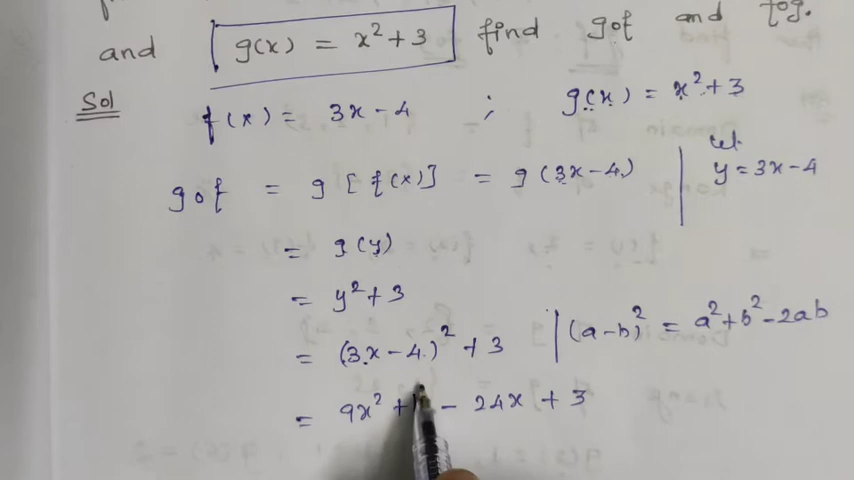 and g(x) = x² + 3 find gof and fog.
Sol
f(x) = 3x - 4 ; g(x) = x² + 3
gof = g[f(x)] = g(3x - 4) | let y = 3x - 4
= g(y)
= y² + 3
= (3x - 4)² + 3 | (a - b)² = a² + b² - 2ab
= 9x² + - 24x + 3